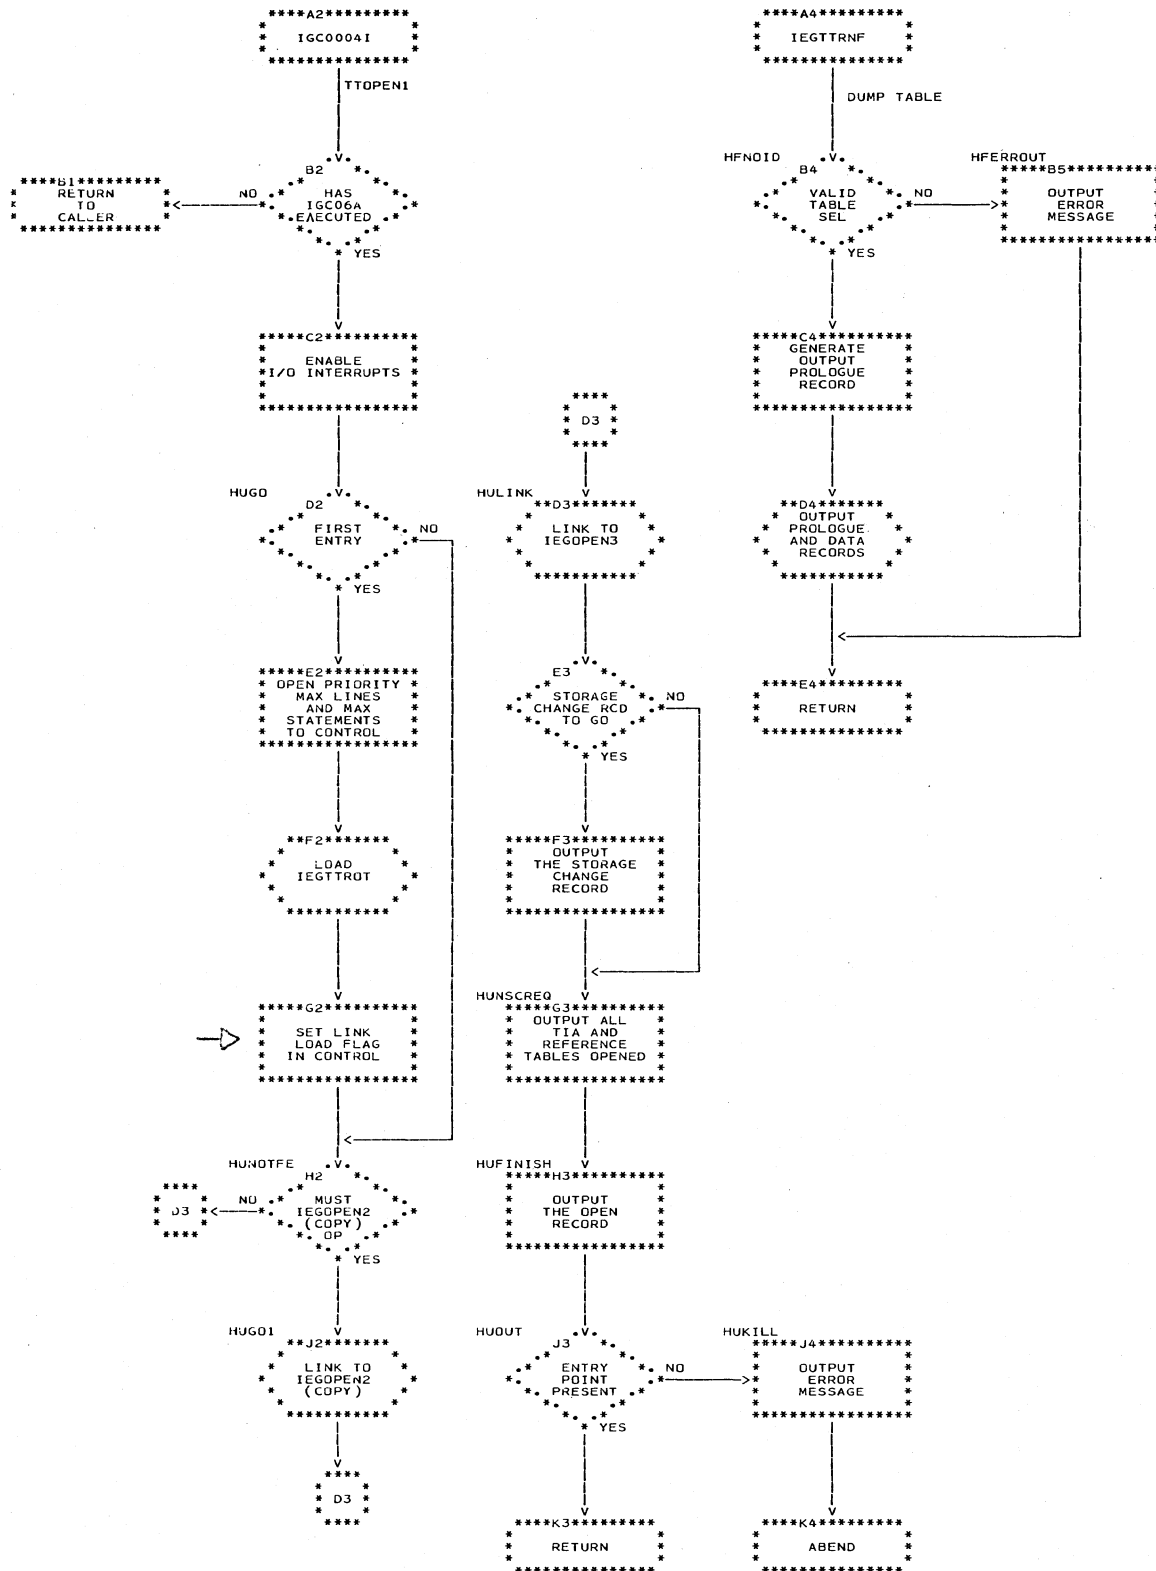 A2
IGC0004I
TTOPEN1
B2
HAS
IGC06A
EXECUTED
NO
YES
B1
RETURN
TO
CALLER
C2
ENABLE
I/O INTERRUPTS
HUGO
D2
FIRST
ENTRY
NO
YES
E2
OPEN PRIORITY
MAX LINES
AND MAX
STATEMENTS
TO CONTROL
F2
LOAD
IEGTTROT
G2
SET LINK
LOAD FLAG
IN CONTROL
HUNOTFE
H2
MUST
IEGOPEN2
(COPY)
OP
NO
YES
D3
HUGO1
J2
LINK TO
IEGOPEN2
(COPY)
D3
D3
HULINK
D3
LINK TO
IEGOPEN3
E3
STORAGE
CHANGE RCD
TO GO
NO
YES
F3
OUTPUT
THE STORAGE
CHANGE
RECORD
HUNSCREQ
G3
OUTPUT ALL
TIA AND
REFERENCE
TABLES OPENED
HUFINISH
H3
OUTPUT
THE OPEN
RECORD
HUOUT
J3
ENTRY
POINT
PRESENT
NO
YES
K3
RETURN
HUKILL
J4
OUTPUT
ERROR
MESSAGE
K4
ABEND
A4
IEGTTRNF
DUMP TABLE
HFNOID
B4
VALID
TABLE
SEL
NO
YES
HFERROUT
B5
OUTPUT
ERROR
MESSAGE
C4
GENERATE
OUTPUT
PROLOGUE
RECORD
D4
OUTPUT
PROLOGUE
AND DATA
RECORDS
E4
RETURN